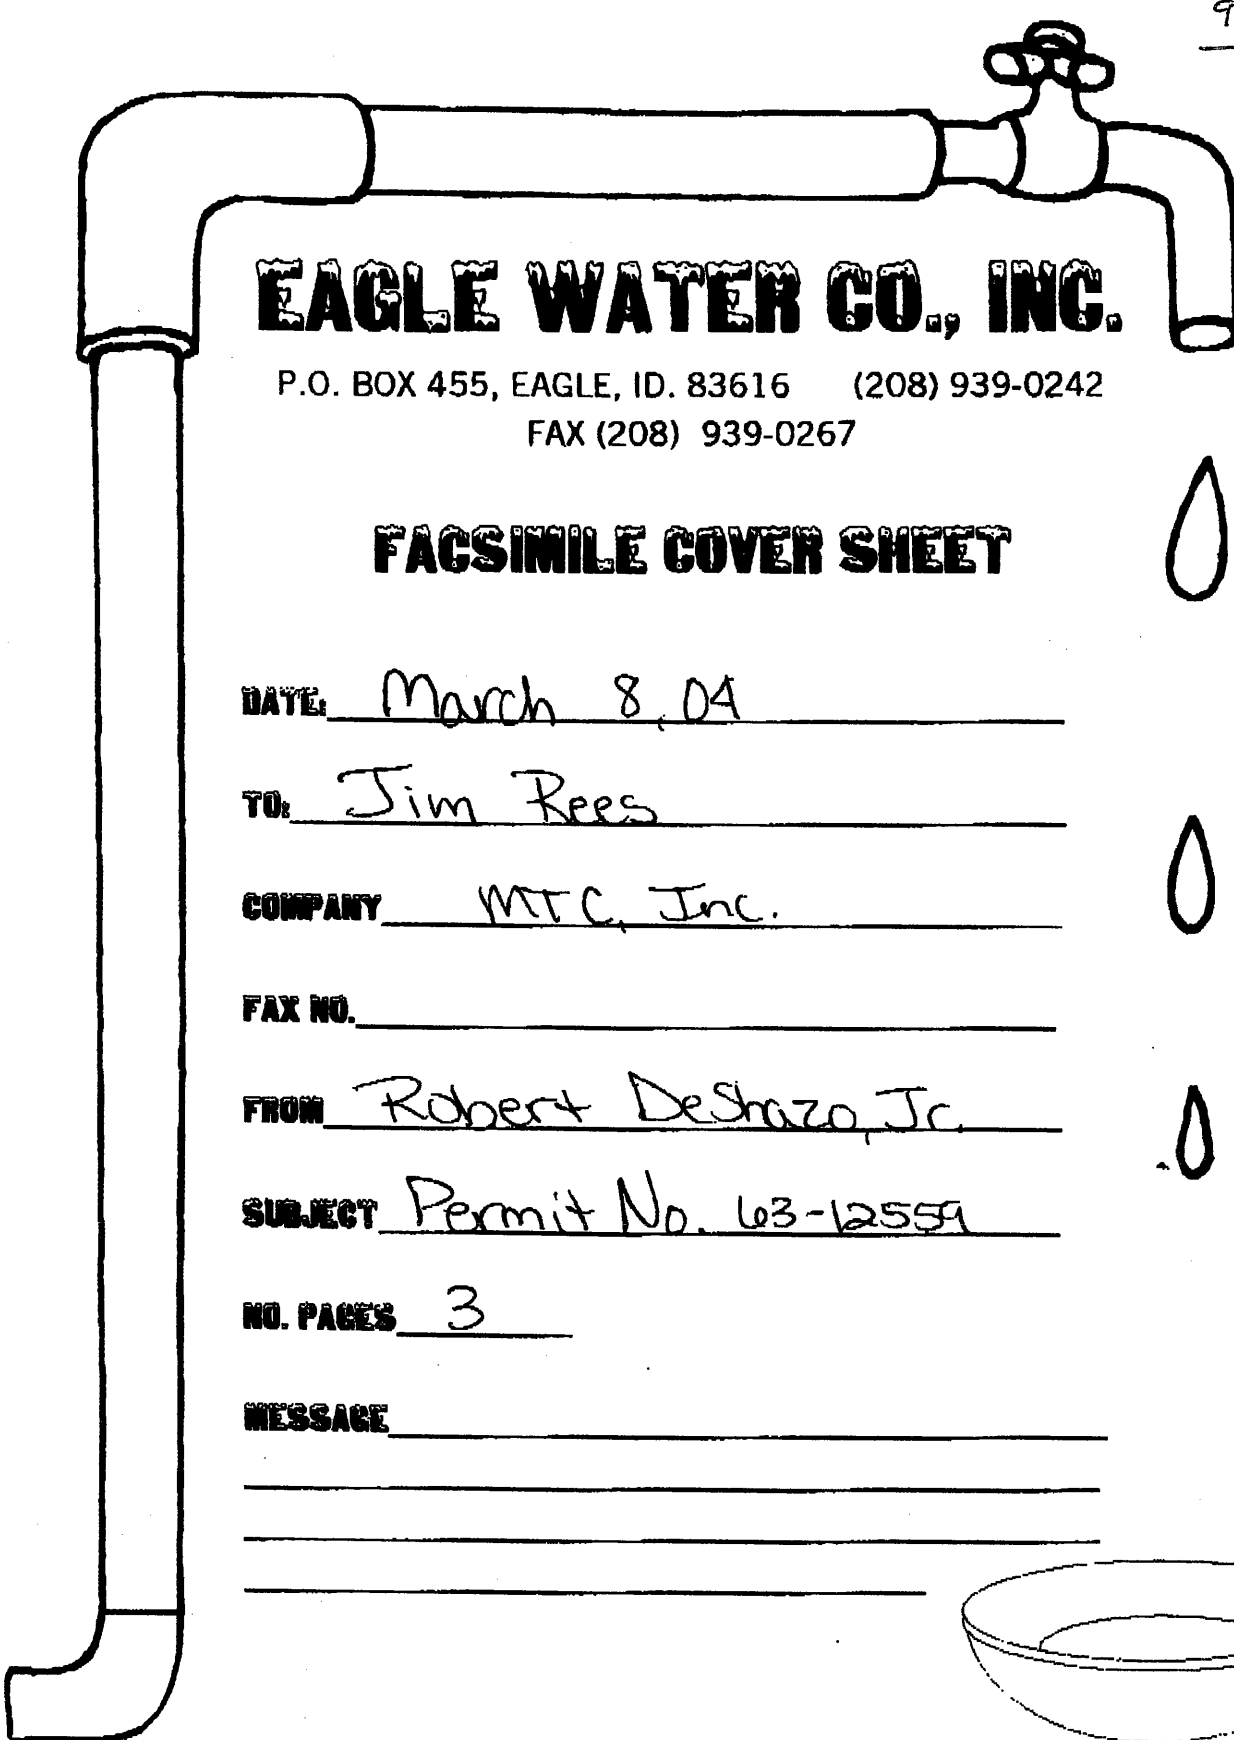 9
EAGLE WATER CO., INC.
P.O. BOX 455, EAGLE, ID. 83616 (208) 939-0242
FAX (208) 939-0267
FACSIMILE COVER SHEET
DATE: March 8, 04
TO: Jim Rees
COMPANY MTC, Inc.
FAX NO.
FROM Robert DeShazo, Jr.
SUBJECT Permit No. 63-12559
NO. PAGES 3
MESSAGE